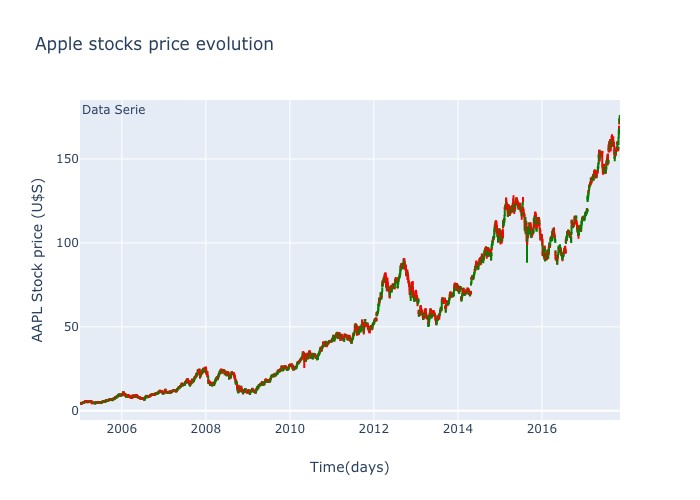 Apple stocks price evolution
Data Serie
AAPL Stock price (U$S)
150
100
50
0
2006 2008 2010 2012 2014 2016
Time(days)